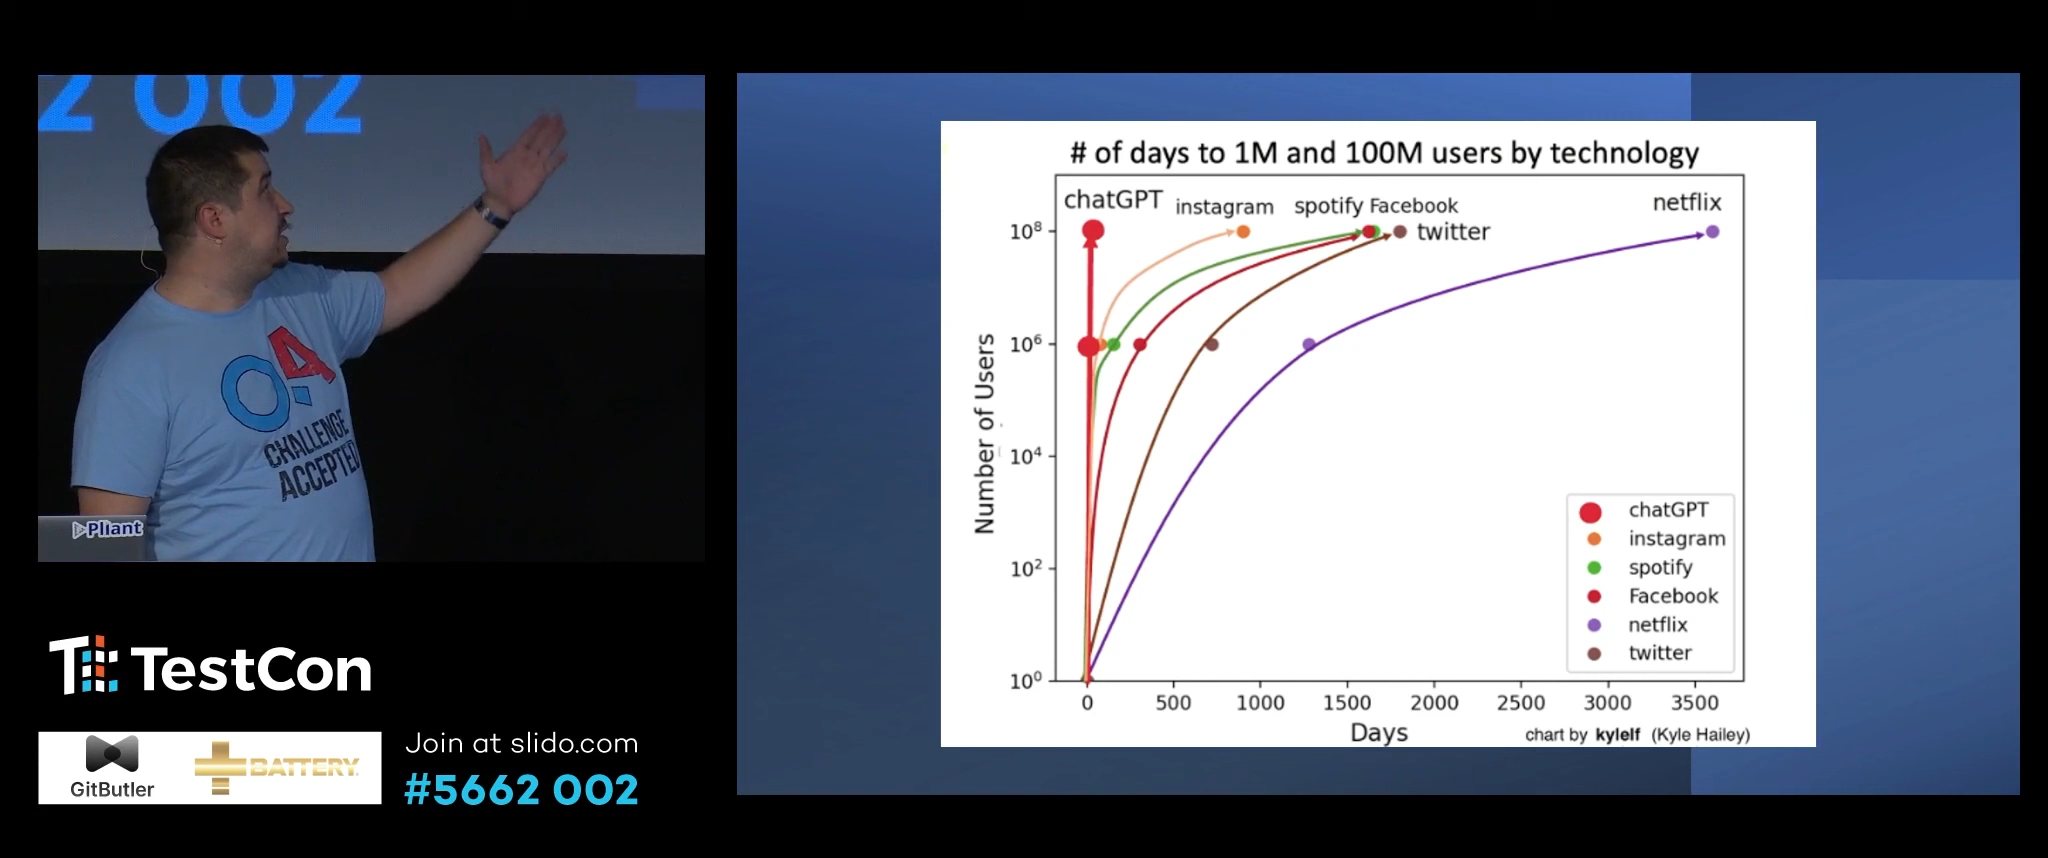 2 002
QA
CHALLENGE
ACCEPTED
Pliant
TestCon
GitButler
BATTERY
Join at slido.com
#5662 002
# of days to 1M and 100M users by technology
chatGPT
instagram
spotify
Facebook
twitter
netflix
Number of Users
10⁸
10⁶
10⁴
10²
10⁰
0 500 1000 1500 2000 2500 3000 3500
Days
chatGPT
instagram
spotify
Facebook
netflix
twitter
chart by kylelf (Kyle Hailey)